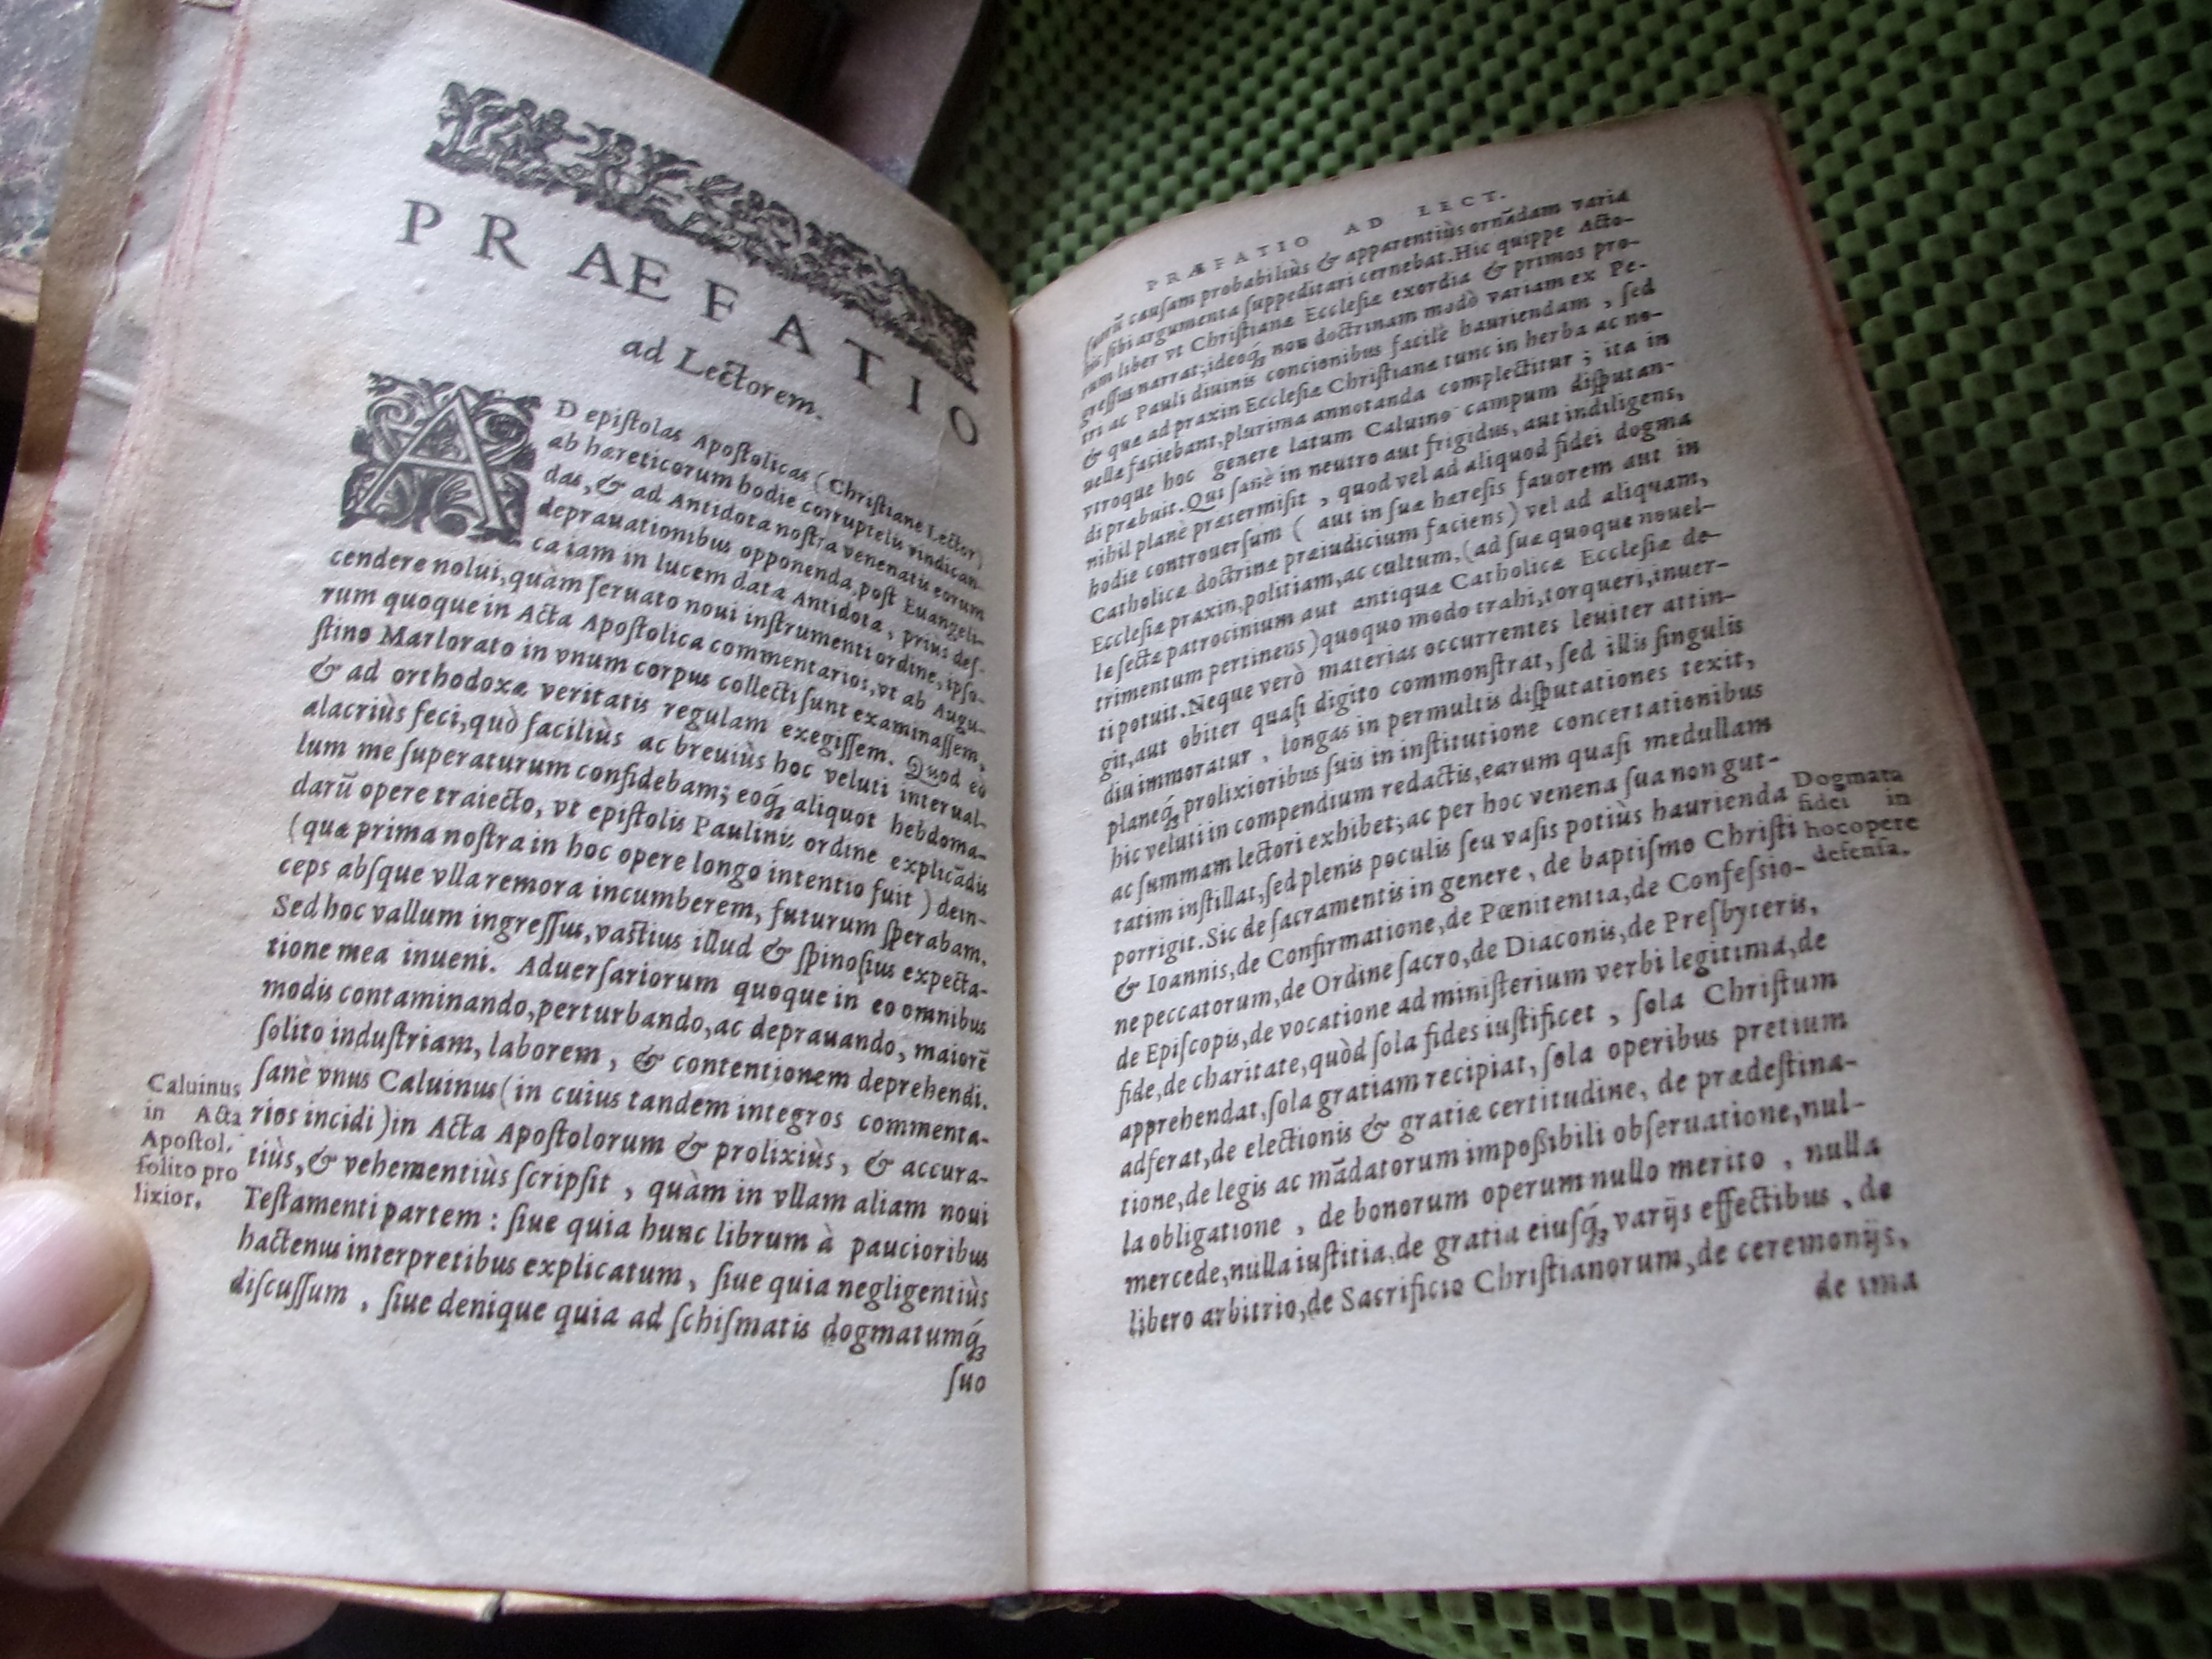 PRAEFATIO
ad Lectorem.
AD epiſtolas Apoſtolicas (Chriſtiane Lector)
ab hæreticorum hodie corruptelis vindican-
das, & ad Antidota noſtra venenatis eorum
deprauationibus opponenda, poſt Euangeli-
ca iam in lucem data Antidota, prius deſ-
cendere nolui, quàm ſeruato noui inſtrumenti ordine, ipſo-
rum quoque in Acta Apoſtolica commentarios, vt ab Augu-
ſtino Marlorato in vnum corpus collecti ſunt examinaſſem,
& ad orthodoxæ veritatis regulam exegiſſem. Quod eò
alacriùs feci, quò faciliùs ac breuiùs hoc veluti interual-
lum me ſuperaturum confidebam; eoq́; aliquot hebdoma-
darũ opere traiecto, vt epiſtolis Paulinis ordine explicãdis
(quæ prima noſtra in hoc opere longo intentio fuit) dein-
ceps abſque vlla remora incumberem, futurum ſperabam.
Sed hoc vallum ingreſſus, vaſtius illud & ſpinoſius expecta-
tione mea inueni. Aduerſariorum quoque in eo omnibus
modis contaminando, perturbando, ac deprauando, maiorẽ
ſolito induſtriam, laborem, & contentionem deprehendi.
ſanè vnus Caluinus (in cuius tandem integros commenta-
rios incidi) in Acta Apoſtolorum & prolixiùs, & accura-
tiùs, & vehementiùs ſcripſit, quàm in vllam aliam noui
Teſtamenti partem: ſiue quia hunc librum à paucioribus
hactenus interpretibus explicatum, ſiue quia negligentiùs
diſcuſſum, ſiue denique quia ad ſchiſmatis dogmatumq́;
ſuo
Caluinus
in Acta
Apoſtol.
ſolito pro
lixior.
PRÆFATIO AD LECT.
ſuorũ cauſam probabiliùs & apparentiùs ornãdam varia
hîc ſibi argumenta ſuppeditari cernebat. Hic quippe Acto-
rum liber vt Chriſtianæ Eccleſiæ exordia & primos pro-
greſſus narrat; ideoq́; non doctrinam modò variam ex Pe-
tri ac Pauli diuinis concionibus facilè hauriendam, ſed
& quæ ad praxin Eccleſiæ Chriſtianæ tunc in herba ac no-
uellæ faciebant, plurima annotanda complectitur; ita in
vtroque hoc genere latum Caluino campum diſputan-
di præbuit. Qui ſanè in neutro aut frigidus, aut indiligens,
nihil planè prætermiſit, quod vel ad aliquod fidei dogma
hodie controuerſum (aut in ſuæ hæreſis fauorem aut in
Catholicæ doctrinæ præiudicium faciens) vel ad aliquam,
Eccleſiæ praxin, politiam, ac cultum, (ad ſuæ quoque nouel-
læ ſectæ patrocinium aut antiquæ Catholicæ Eccleſiæ de-
trimentum pertinens) quoquo modo trahi, torqueri, inuer-
ti potuit. Neque verò materias occurrentes leuiter attin-
git, aut obiter quaſi digito commonſtrat, ſed illis ſingulis
diu immoratur, longas in permultis diſputationes texit,
planeq́; prolixioribus ſuis in inſtitutione concertationibus
hic veluti in compendium redactis, earum quaſi medullam
ac ſummam lectori exhibet; ac per hoc venena ſua non gut-
tatim inſtillat, ſed plenis poculis ſeu vaſis potiùs haurienda
porrigit. Sic de ſacramentis in genere, de baptiſmo Chriſti
& Ioannis, de Confirmatione, de Pœnitentia, de Confeſsio-
ne peccatorum, de Ordine ſacro, de Diaconis, de Preſbyteris,
de Epiſcopis, de vocatione ad miniſterium verbi legitima, de
fide, de charitate, quòd ſola fides iuſtificet, ſola Chriſtum
apprehendat, ſola gratiam recipiat, ſola operibus pretium
adferat, de electionis & gratiæ certitudine, de prædeſtina-
tione, de legis ac mãdatorum impoßibili obſeruatione, nul-
la obligatione, de bonorum operum nullo merito, nulla
mercede, nulla iuſtitia, de gratia eiuſq́; varijs effectibus, de
libero arbitrio, de Sacrificio Chriſtianorum, de ceremonijs,
de ima
Dogmata
fidei in
hoc opere
defenſa.